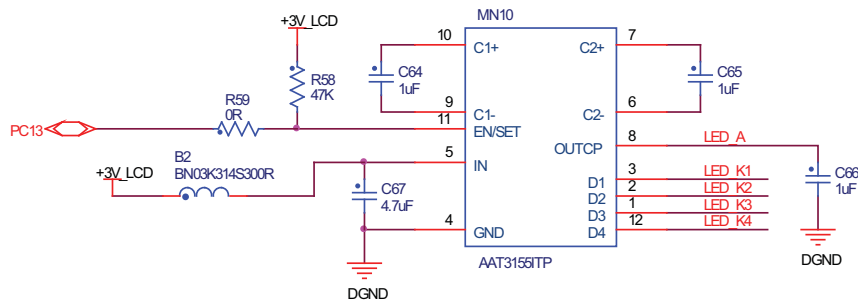 MN10
+3V_LCD
10
C1+
C2+
7
C64
1uF
C65
1uF
R58
47K
R59
0R
9
C1-
C2-
6
PC13
11
EN/SET
8
OUTCP
LED_A
B2
BN03K314S300R
5
IN
+3V_LCD
3
D1
LED_K1
C66
1uF
2
D2
LED_K2
C67
4.7uF
1
D3
LED_K3
4
GND
12
D4
LED_K4
AAT3155ITP
DGND
DGND